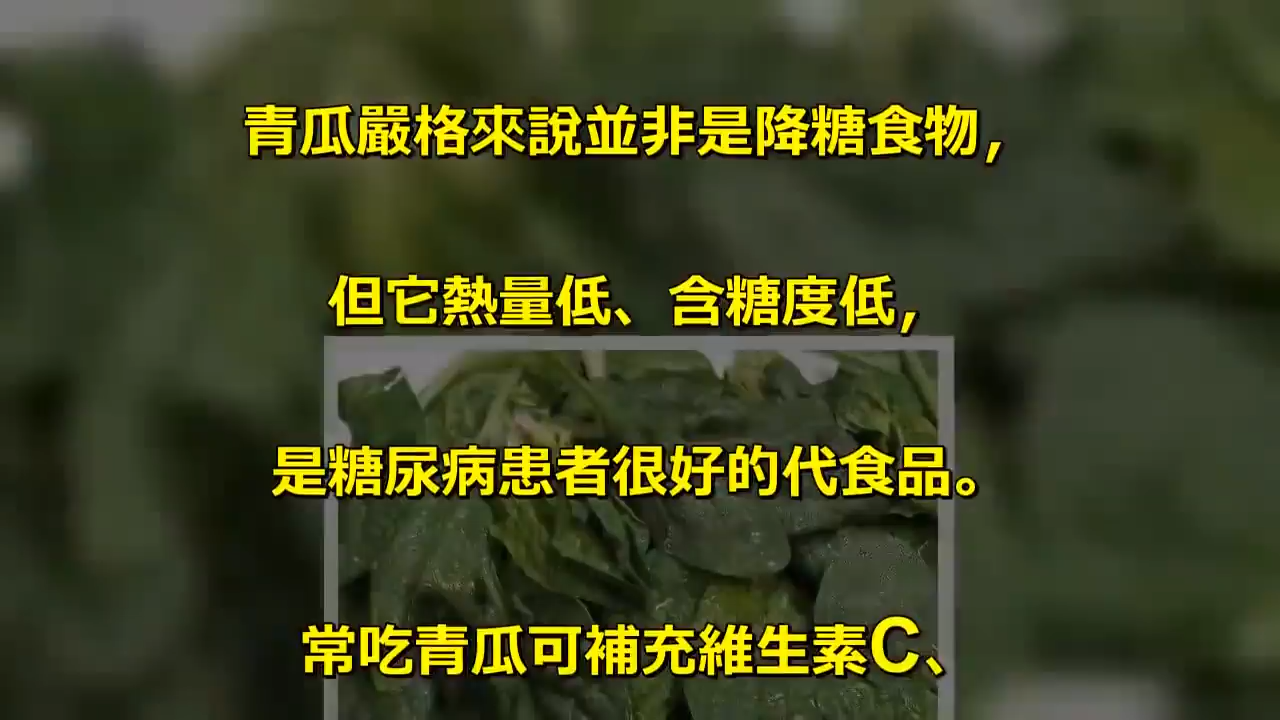 青瓜嚴格來說並非是降糖食物，
但它熱量低、含糖度低，
是糖尿病患者很好的代食品。
常吃青瓜可補充維生素C、